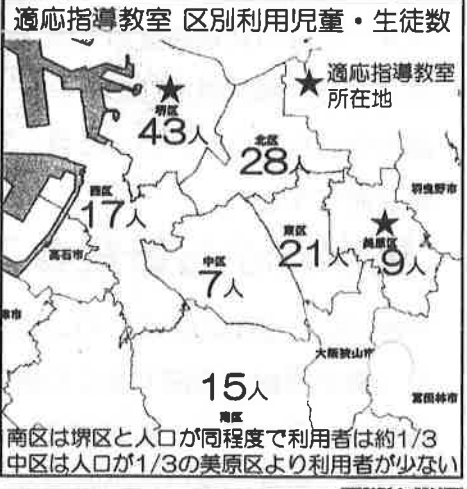 適応指導教室 区別利用児童・生徒数
★適応指導教室
所在地
★
堺区
43人
北区
28人
西区
17人
羽曳野市
★
美原区
9人
東区
21人
高石市
中区
7人
大阪狭山市
15人
南区
富田林市
南区は堺区と人口が同程度で利用者は約1/3
中区は人口が1/3の美原区より利用者が少ない